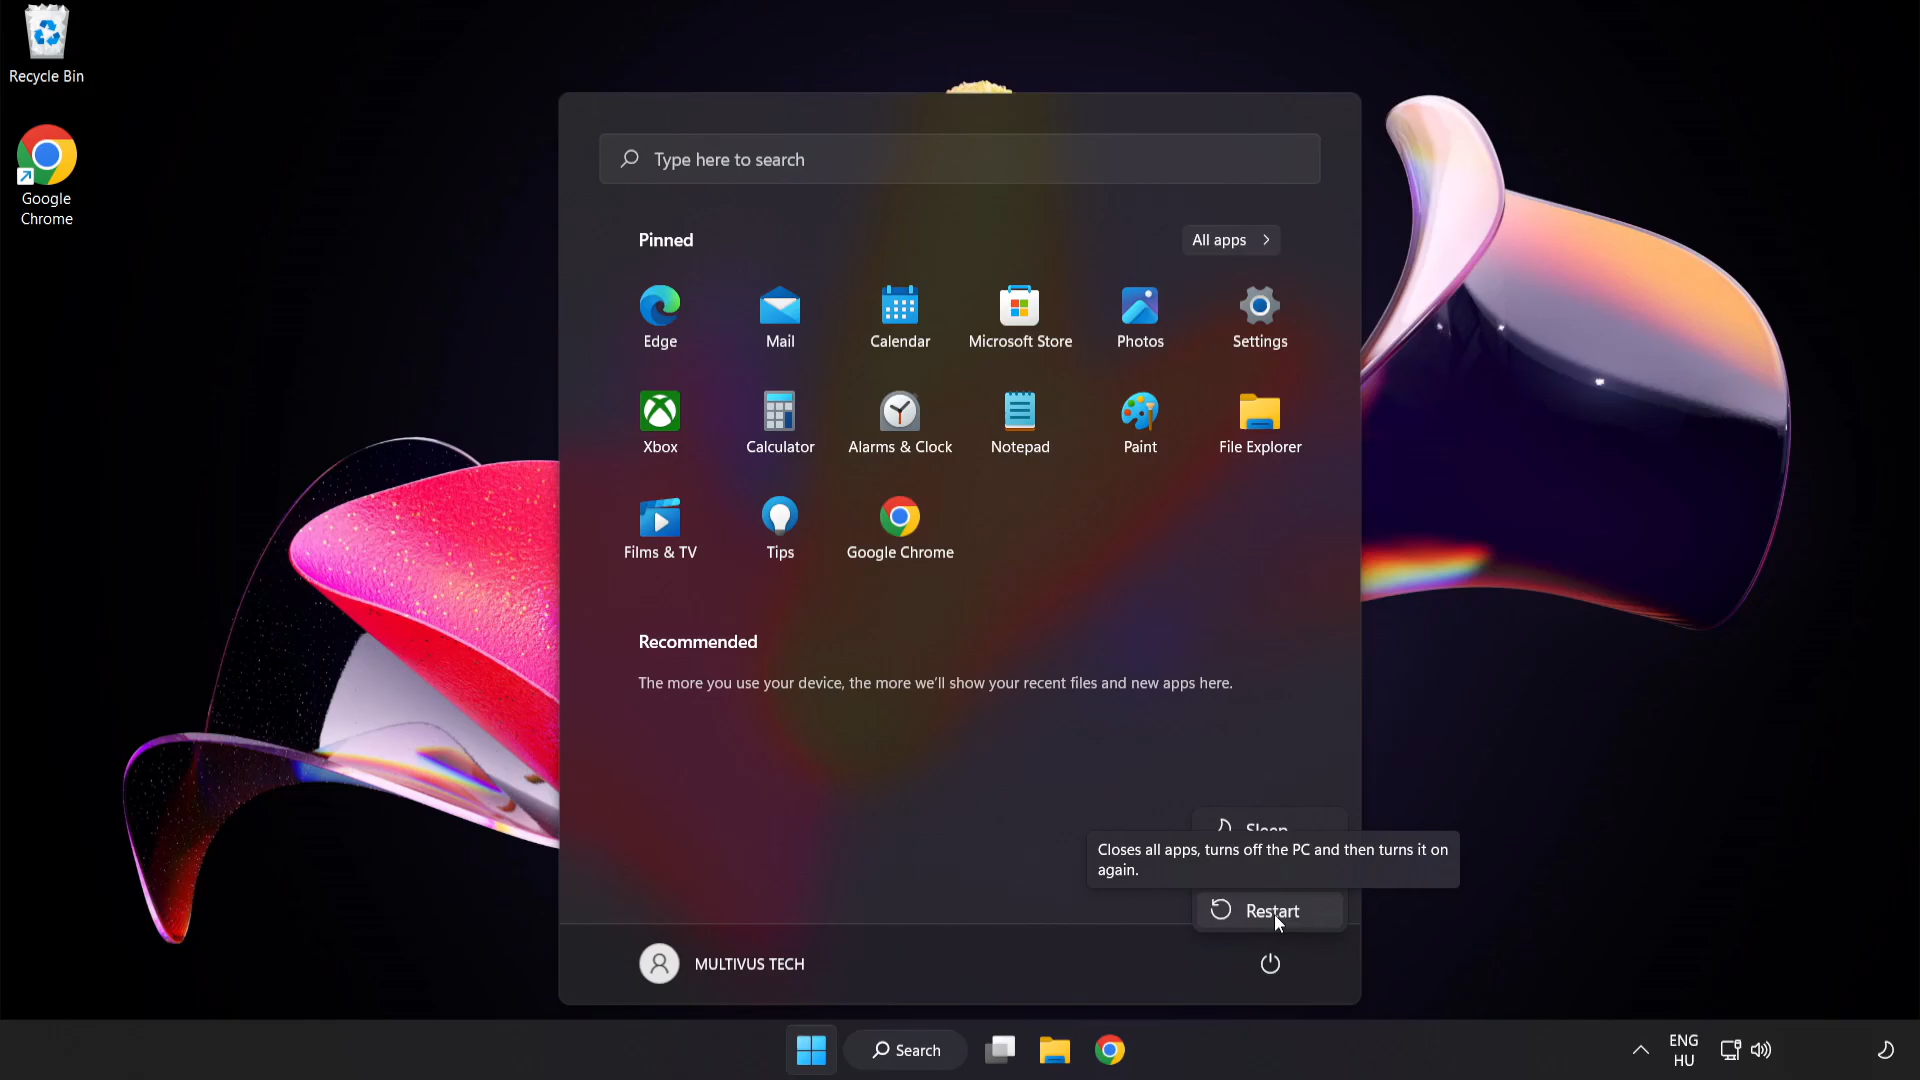 Recycle Bin
Google
Chrome
Type here to search
Pinned
All apps
Edge
Mail
Calendar
Microsoft Store
Photos
Settings
Xbox
Calculator
Alarms & Clock
Notepad
Paint
File Explorer
Films & TV
Tips
Google Chrome
Recommended
The more you use your device, the more we'll show your recent files and new apps here.
Sleep
Closes all apps, turns off the PC and then turns it on
again.
Restart
MULTIVUS TECH
Search
ENG
HU